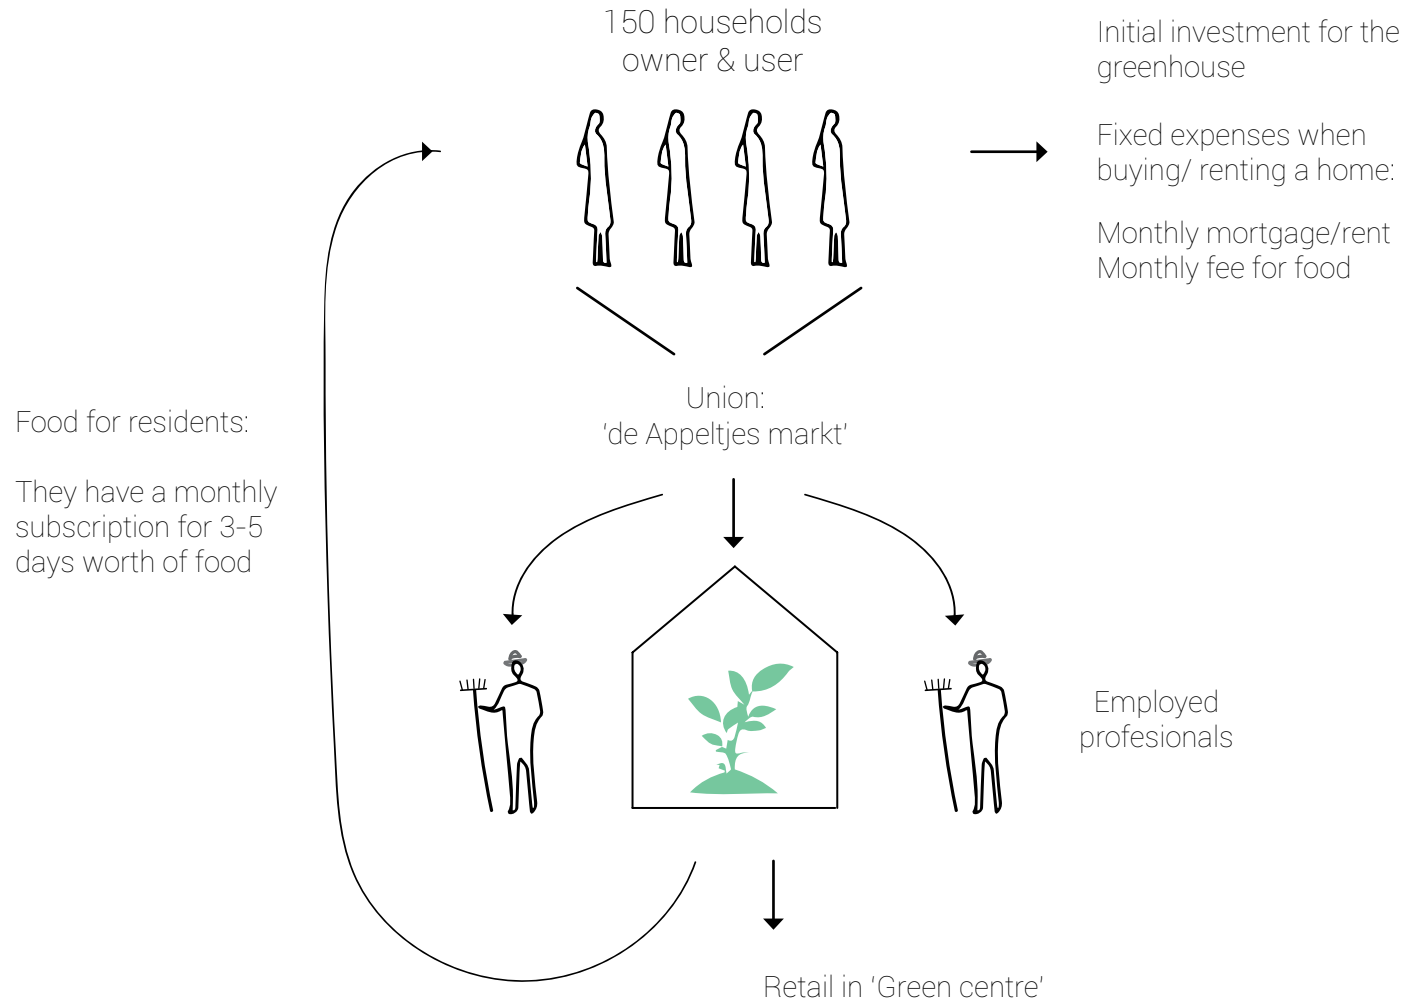 150 households
owner & user
Initial investment for the
greenhouse
Fixed expenses when
buying/ renting a home:
Monthly mortgage/rent
Monthly fee for food
Union:
'de Appeltjes markt'
Food for residents:
They have a monthly
subscription for 3-5
days worth of food
Employed
profesionals
Retail in 'Green centre'